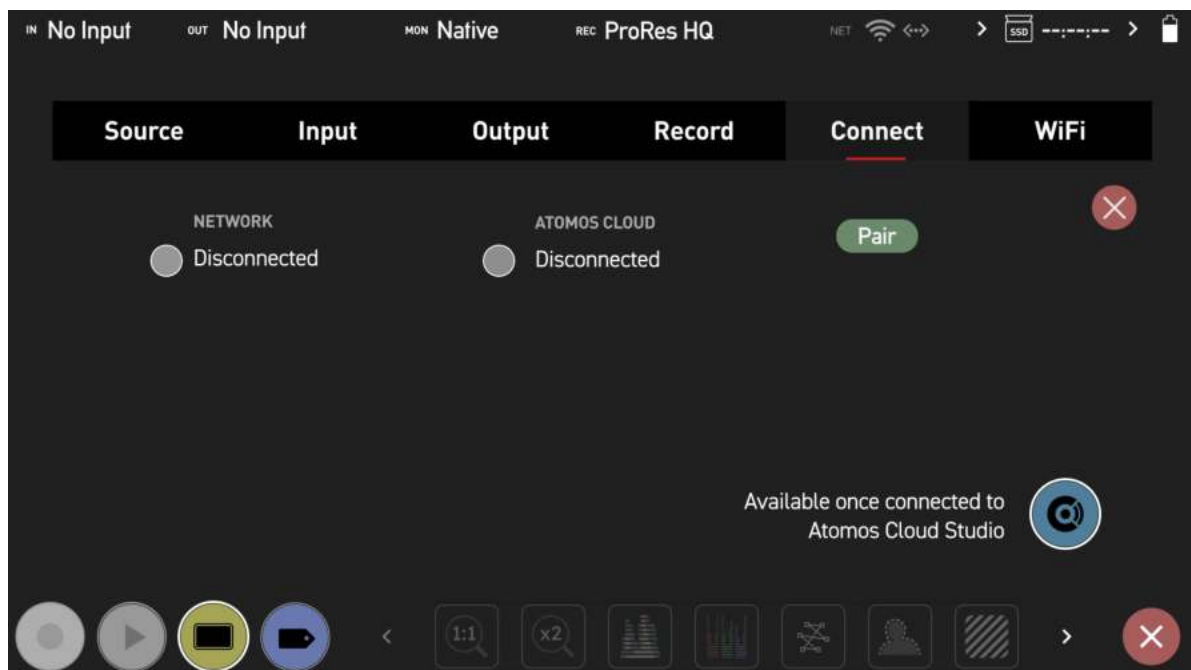 IN No Input OUT No Input MON Native REC ProRes HQ NET SSD --:--:--
Source Input Output Record Connect WiFi
NETWORK
Disconnected
ATOMOS CLOUD
Disconnected
Pair
Available once connected to
Atomos Cloud Studio
1:1 x2